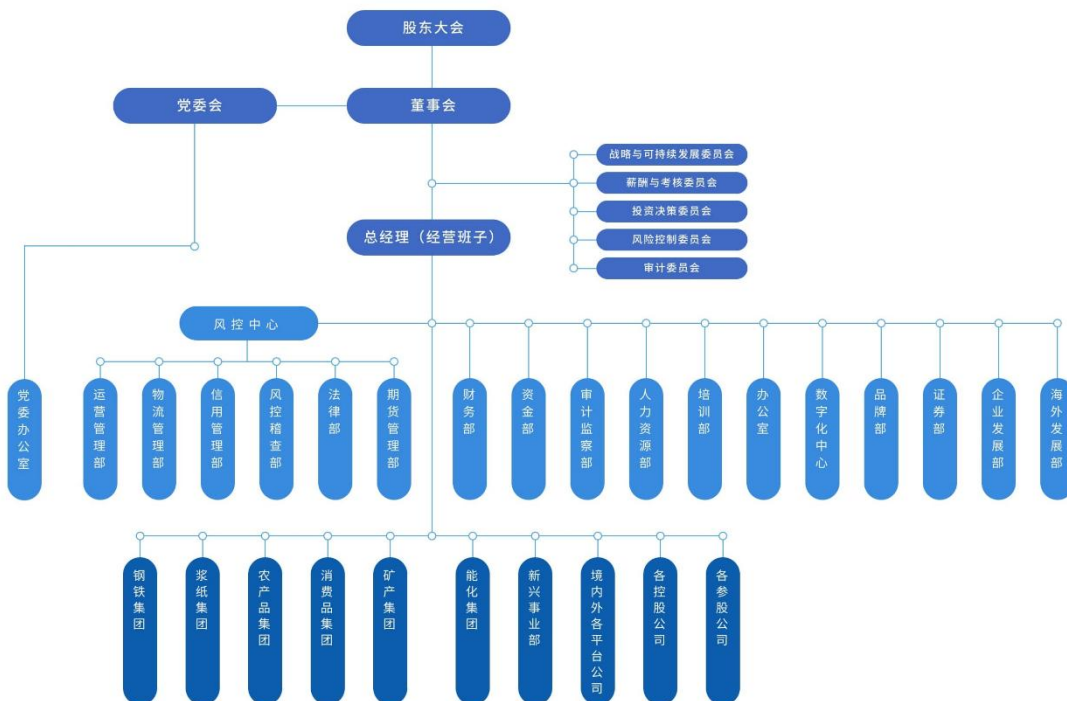 股东大会
党委会
董事会
战略与可持续发展委员会
薪酬与考核委员会
投资决策委员会
风险控制委员会
审计委员会
总经理（经营班子）
风控中心
党委办公室
运营管理部
物流管理部
信用管理部
风控稽查部
法律部
期货管理部
财务部
资金部
审计监察部
人力资源部
培训部
办公室
数字化中心
品牌部
证券部
企业发展部
海外发展部
钢铁集团
浆纸集团
农产品集团
消费品集团
矿产集团
能化集团
新兴事业部
境内外各平台公司
各控股公司
各参股公司